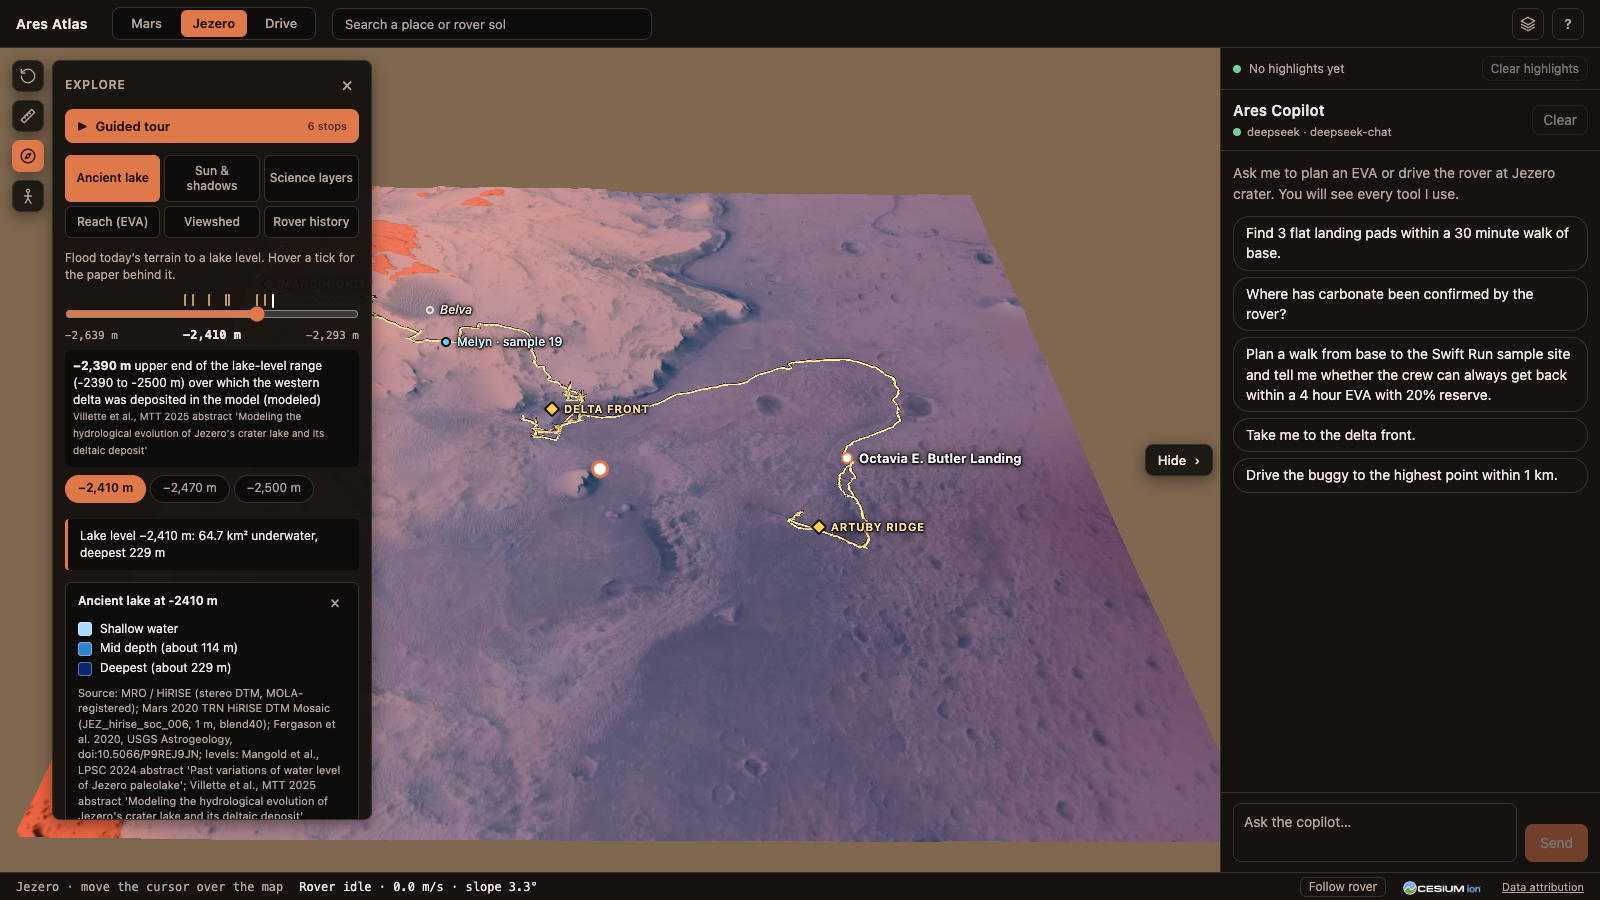 Ares Atlas
Mars
Jezero
Drive
Search a place or rover sol
?
EXPLORE
Guided tour
6 stops
Ancient lake
Sun &
shadows
Science layers
Reach (EVA)
Viewshed
Rover history
Flood today's terrain to a lake level. Hover a tick for
the paper behind it.
−2,639 m
−2,410 m
−2,293 m
−2,390 m upper end of the lake-level range
(-2390 to -2500 m) over which the western
delta was deposited in the model (modeled)
Villette et al., MTT 2025 abstract 'Modeling the
hydrological evolution of Jezero's crater lake and its
deltaic deposit'
−2,410 m
−2,470 m
−2,500 m
Lake level −2,410 m: 64.7 km² underwater,
deepest 229 m
Ancient lake at -2410 m
Shallow water
Mid depth (about 114 m)
Deepest (about 229 m)
Source: MRO / HiRISE (stereo DTM, MOLA-
registered); Mars 2020 TRN HiRISE DTM Mosaic
(JEZ_hirise_soc_006, 1 m, blend40); Fergason et
al. 2020, USGS Astrogeology,
doi:10.5066/P9REJ9JN; levels: Mangold et al.,
LPSC 2024 abstract 'Past variations of water level
of Jezero paleolake'; Villette et al., MTT 2025
abstract 'Modeling the hydrological evolution of
Jezero's crater lake and its deltaic deposit'
MARGIN UNIT
Belva
Melyn · sample 19
DELTA FRONT
Octavia E. Butler Landing
ARTUBY RIDGE
Hide ›
No highlights yet
Clear highlights
Ares Copilot
deepseek · deepseek-chat
Clear
Ask me to plan an EVA or drive the rover at Jezero
crater. You will see every tool I use.
Find 3 flat landing pads within a 30 minute walk of
base.
Where has carbonate been confirmed by the
rover?
Plan a walk from base to the Swift Run sample site
and tell me whether the crew can always get back
within a 4 hour EVA with 20% reserve.
Take me to the delta front.
Drive the buggy to the highest point within 1 km.
Ask the copilot...
Send
Jezero · move the cursor over the map
Rover idle · 0.0 m/s · slope 3.3°
Follow rover
CESIUM ion
Data attribution